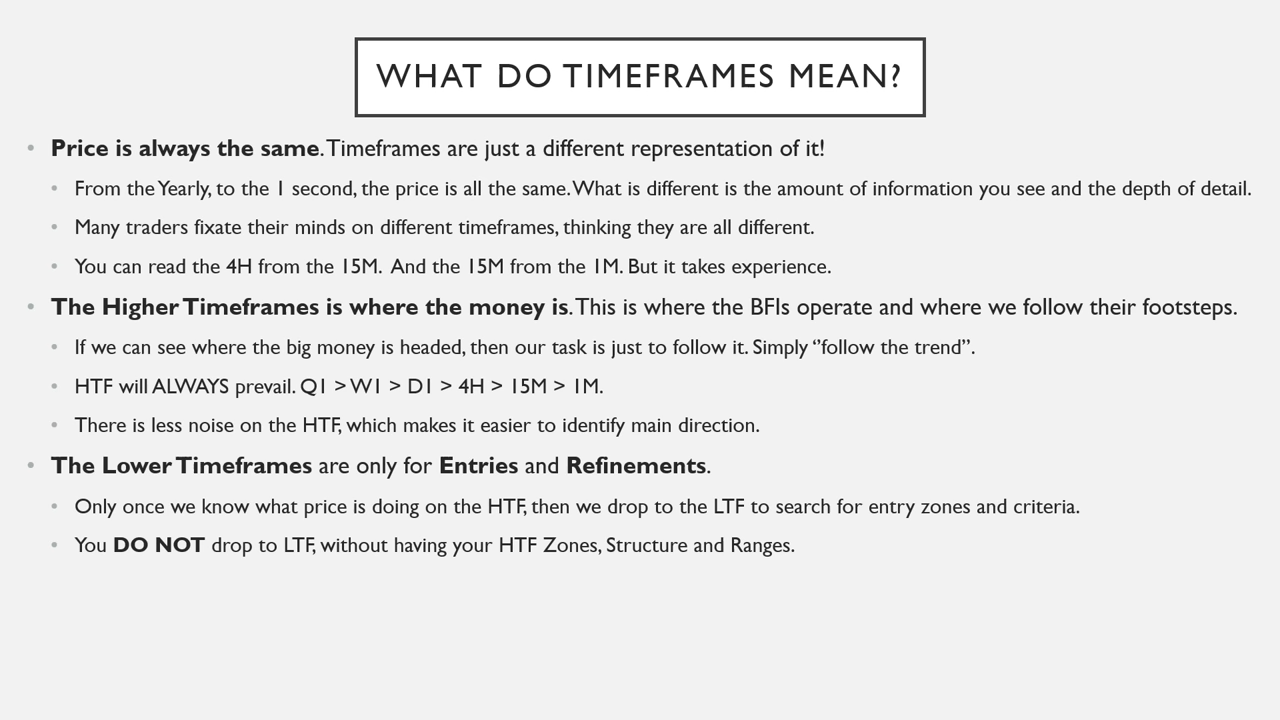 WHAT DO TIMEFRAMES MEAN?
• Price is always the same. Timeframes are just a different representation of it!
• From the Yearly, to the 1 second, the price is all the same. What is different is the amount of information you see and the depth of detail.
• Many traders fixate their minds on different timeframes, thinking they are all different.
• You can read the 4H from the 15M. And the 15M from the 1M. But it takes experience.
• The Higher Timeframes is where the money is. This is where the BFIs operate and where we follow their footsteps.
• If we can see where the big money is headed, then our task is just to follow it. Simply ‘’follow the trend’’.
• HTF will ALWAYS prevail. Q1 > W1 > D1 > 4H > 15M > 1M.
• There is less noise on the HTF, which makes it easier to identify main direction.
• The Lower Timeframes are only for Entries and Refinements.
• Only once we know what price is doing on the HTF, then we drop to the LTF to search for entry zones and criteria.
• You DO NOT drop to LTF, without having your HTF Zones, Structure and Ranges.